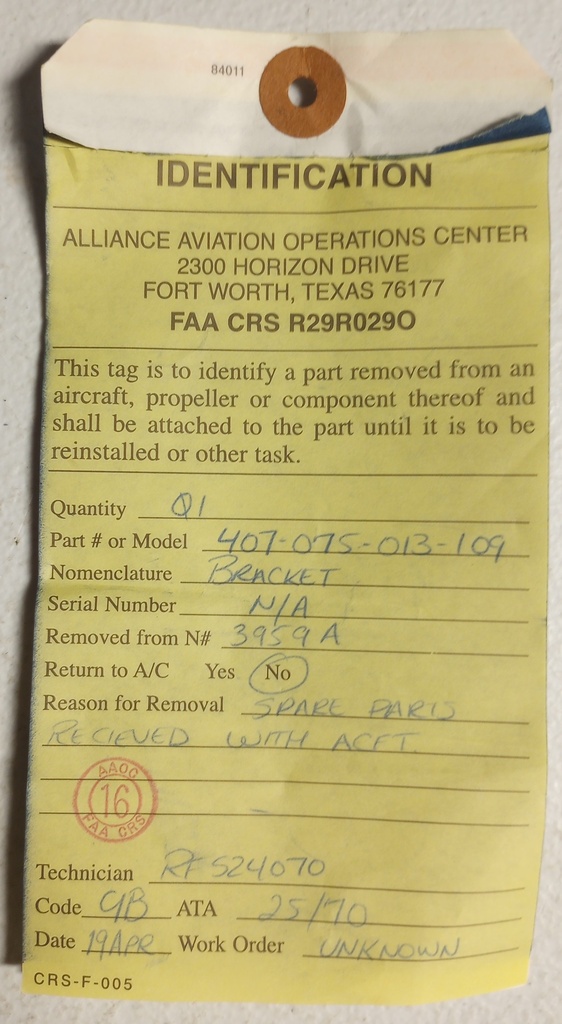 84011
IDENTIFICATION
ALLIANCE AVIATION OPERATIONS CENTER
2300 HORIZON DRIVE
FORT WORTH, TEXAS 76177
FAA CRS R29R029O
This tag is to identify a part removed from an
aircraft, propeller or component thereof and
shall be attached to the part until it is to be
reinstalled or other task.
Quantity 01
Part # or Model 407-075-013-109
Nomenclature BRACKET
Serial Number N/A
Removed from N# 3959A
Return to A/C Yes No
Reason for Removal SPARE PARTS
RECIEVED WITH ACFT
AAOC
16
FAA CRS
Technician RF 524070
Code 9B ATA 25/70
Date 19APR Work Order UNKNOWN
CRS-F-005